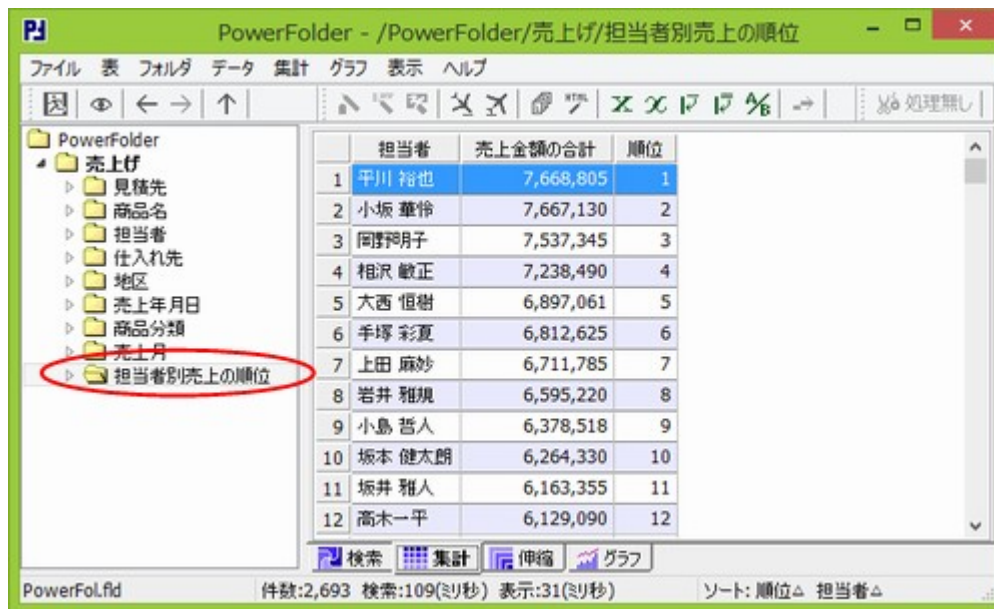 PowerFolder - /PowerFolder/売上げ/担当者別売上の順位
ファイル 表 フォルダ データ 集計 グラフ 表示 ヘルプ
処理無し
PowerFolder
売上げ
見積先
商品名
担当者
仕入れ先
地区
売上年月日
商品分類
売上月
担当者別売上の順位
担当者 売上金額の合計 順位
1 平川 裕也 7,668,805 1
2 小坂 華怜 7,667,130 2
3 岡野明子 7,537,345 3
4 相沢 敏正 7,238,490 4
5 大西 恒樹 6,897,061 5
6 手塚 彩夏 6,812,625 6
7 上田 麻妙 6,711,785 7
8 岩井 雅規 6,595,220 8
9 小島 哲人 6,378,518 9
10 坂本 健太朗 6,264,330 10
11 坂井 雅人 6,163,355 11
12 高木一平 6,129,090 12
検索 集計 伸縮 グラフ
PowerFol.fld 件数:2,693 検索:109(ミリ秒) 表示:31(ミリ秒) ソート: 順位△ 担当者△